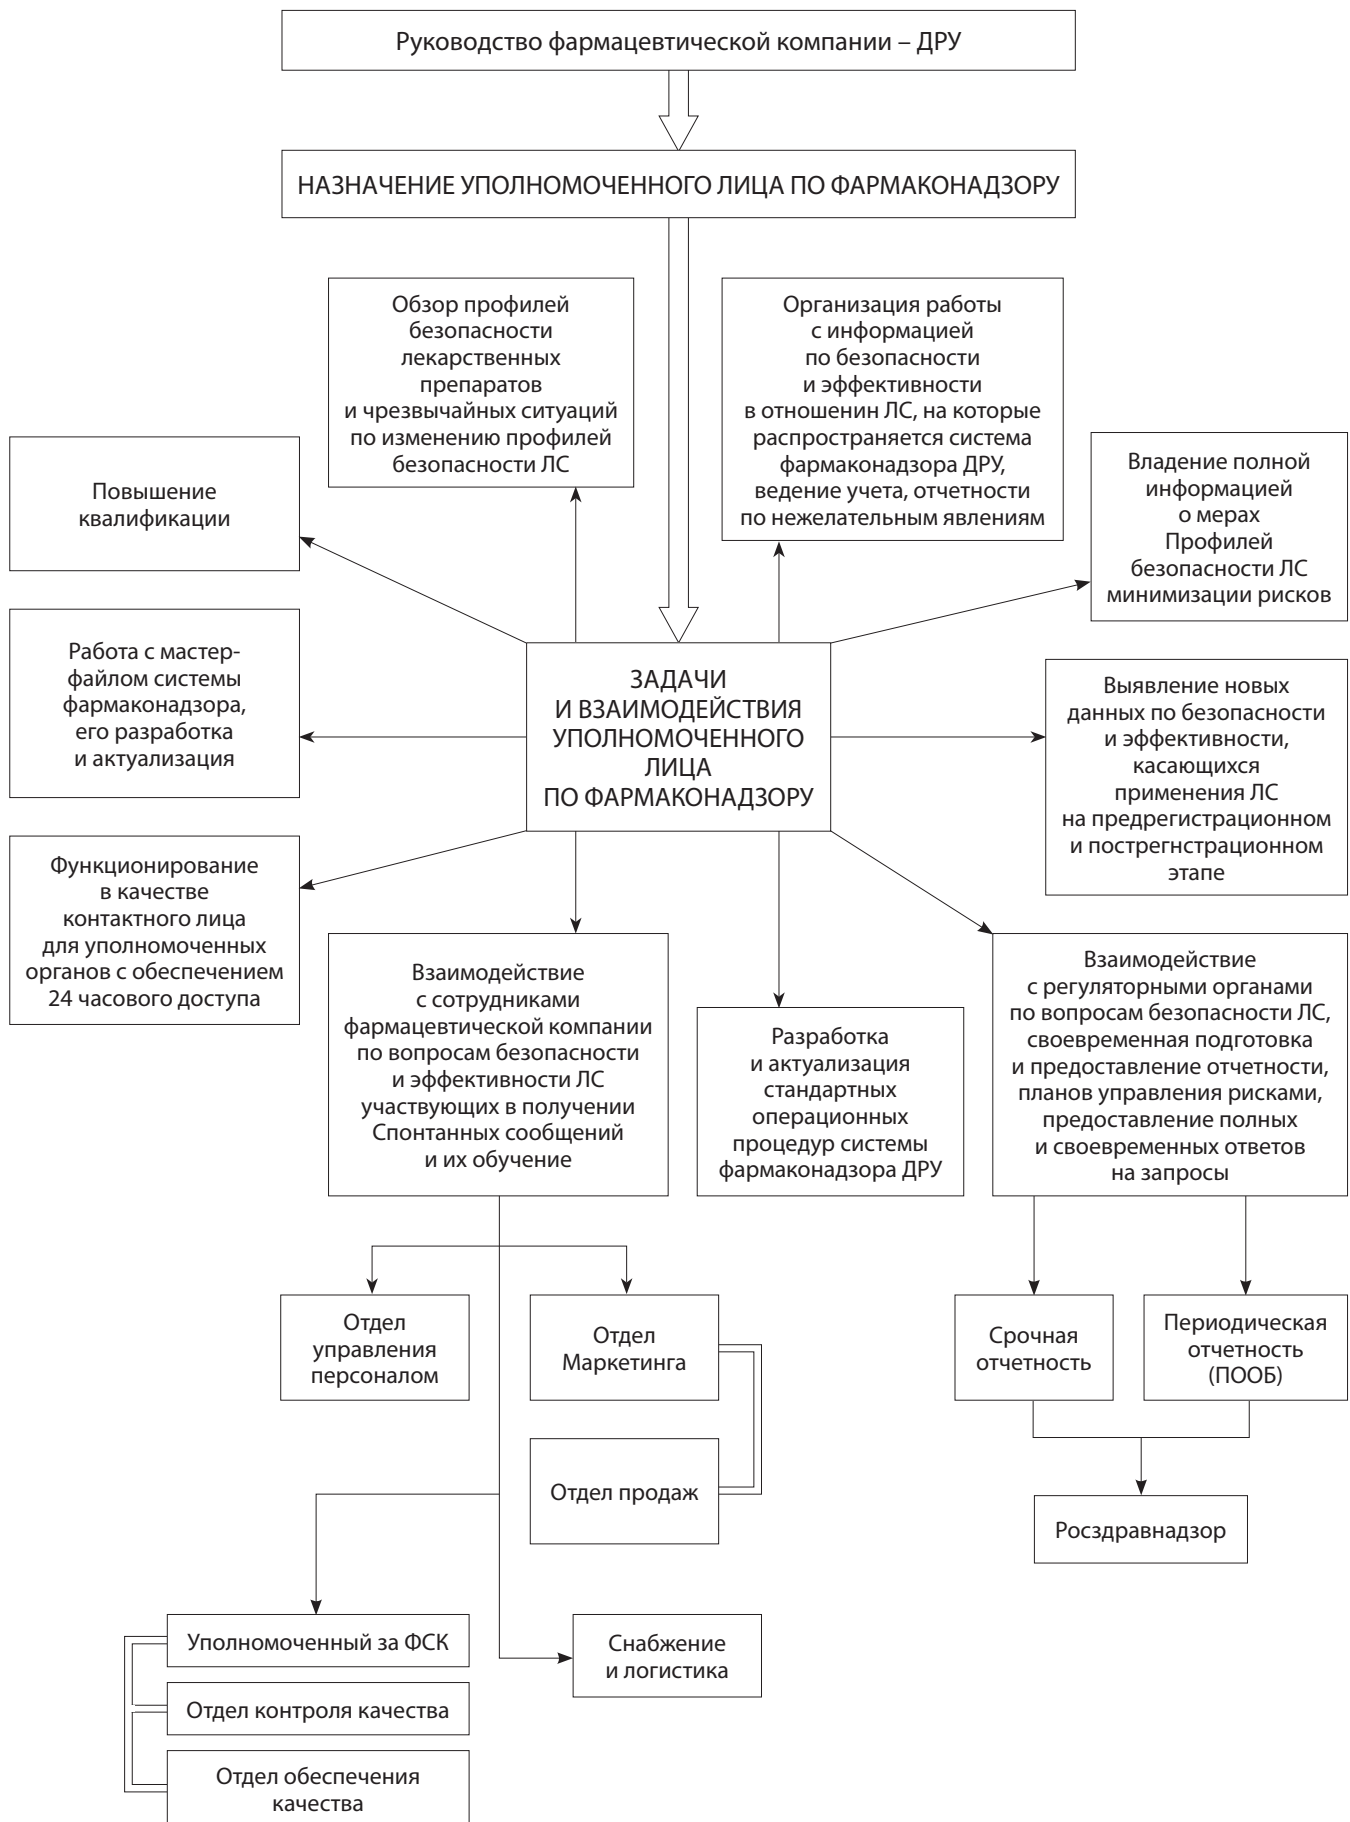 Руководство фармацевтической компании – ДРУ
НАЗНАЧЕНИЕ УПОЛНОМОЧЕННОГО ЛИЦА ПО ФАРМАКОНАДЗОРУ
Обзор профилей
безопасности
лекарственных
препаратов
и чрезвычайных ситуаций
по изменению профилей
безопасности ЛС
Организация работы
с информацией
по безопасности
и эффективности
в отношенин ЛС, на которые
распространяется система
фармаконадзора ДРУ,
ведение учета, отчетности
по нежелательным явлениям
Повышение
квалификации
Владение полной
информацией
о мерах
Профилей
безопасности ЛС
минимизации рисков
Работа с мастер-
файлом системы
фармаконадзора,
его разработка
и актуализация
ЗАДАЧИ
И ВЗАИМОДЕЙСТВИЯ
УПОЛНОМОЧЕННОГО
ЛИЦА
ПО ФАРМАКОНАДЗОРУ
Выявление новых
данных по безопасности
и эффективности,
касающихся
применения ЛС
на предрегистрационном
и пострегнстрационном
этапе
Функционирование
в качестве
контактного лица
для уполномоченных
органов с обеспечением
24 часового доступа
Взаимодействие
с сотрудниками
фармацевтической компании
по вопросам безопасности
и эффективности ЛС
участвующих в получении
Спонтанных сообщений
и их обучение
Разработка
и актуализация
стандартных
операционных
процедур системы
фармаконадзора ДРУ
Взаимодействие
с регуляторными органами
по вопросам безопасности ЛС,
своевременная подготовка
и предоставление отчетности,
планов управления рисками,
предоставление полных
и своевременных ответов
на запросы
Отдел
управления
персоналом
Отдел
Маркетинга
Срочная
отчетность
Периодическая
отчетность
(ПООБ)
Отдел продаж
Росздравнадзор
Уполномоченный за ФСК
Снабжение
и логистика
Отдел контроля качества
Отдел обеспечения
качества